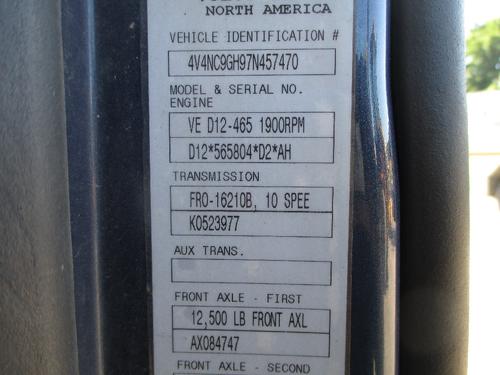 NORTH AMERICA
VEHICLE IDENTIFICATION #
4V4NC9GH97N457470
MODEL & SERIAL NO.
ENGINE
VE D12-465 1900RPM
D12*565804*D2*AH
TRANSMISSION
FRO-16210B, 10 SPEE
K0523977
AUX TRANS.
FRONT AXLE - FIRST
12,500 LB FRONT AXL
AX084747
FRONT AXLE - SECOND